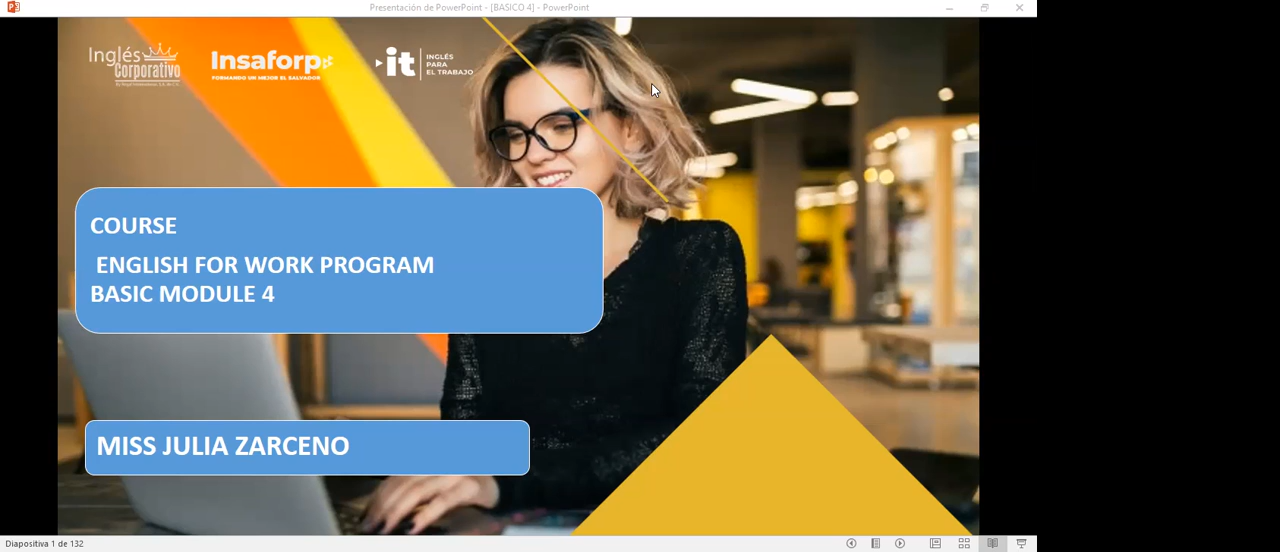 Presentación de PowerPoint - [BASICO 4] - PowerPoint
Inglés
Corporativo
Insaforp
FORMANDO UN MEJOR EL SALVADOR
it
INGLÉS
PARA
EL TRABAJO
COURSE
ENGLISH FOR WORK PROGRAM
BASIC MODULE 4
MISS JULIA ZARCENO
Diapositiva 1 de 132